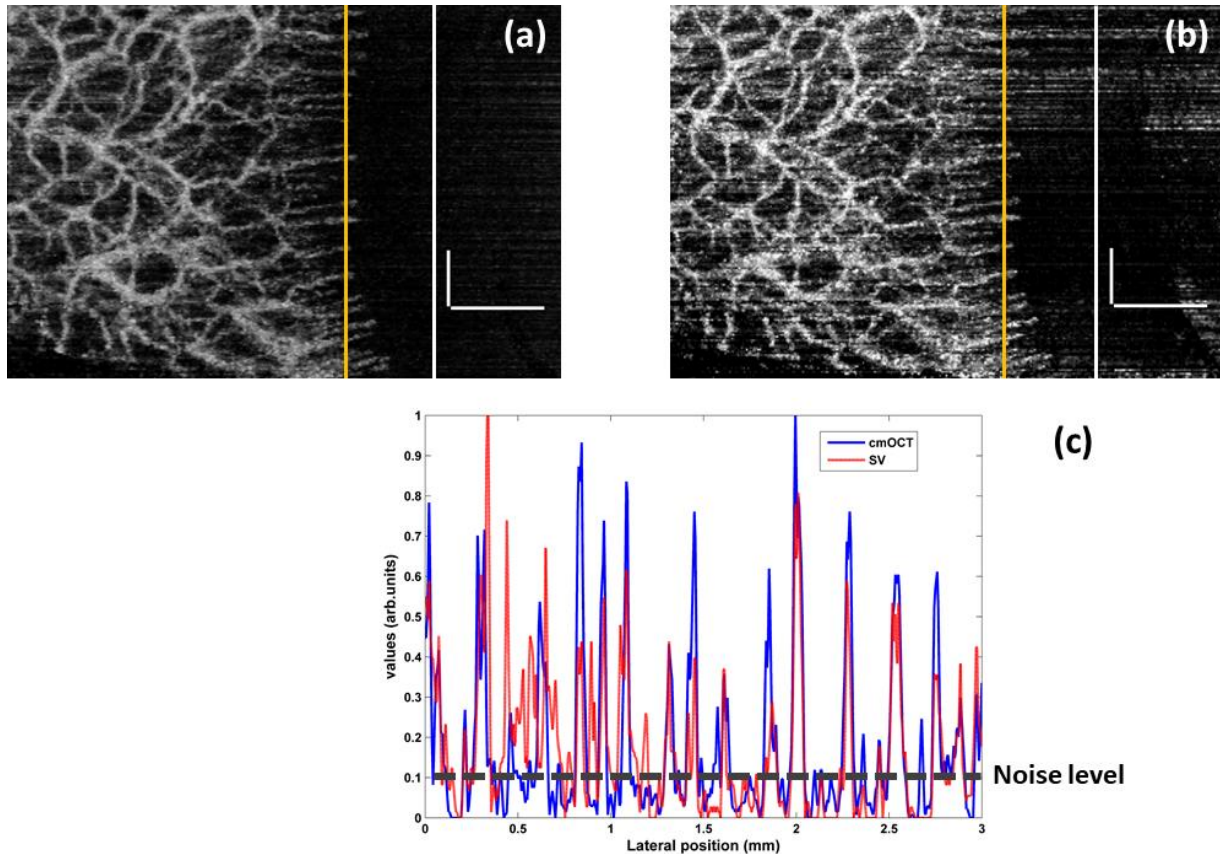 (a)
(b)
(c)
1
0.9
0.8
0.7
0.6
0.5
0.4
0.3
0.2
0.1
0
values (arb.units)
cmOCT
SV
Noise level
0
0.5
1
1.5
2
2.5
3
Lateral position (mm)